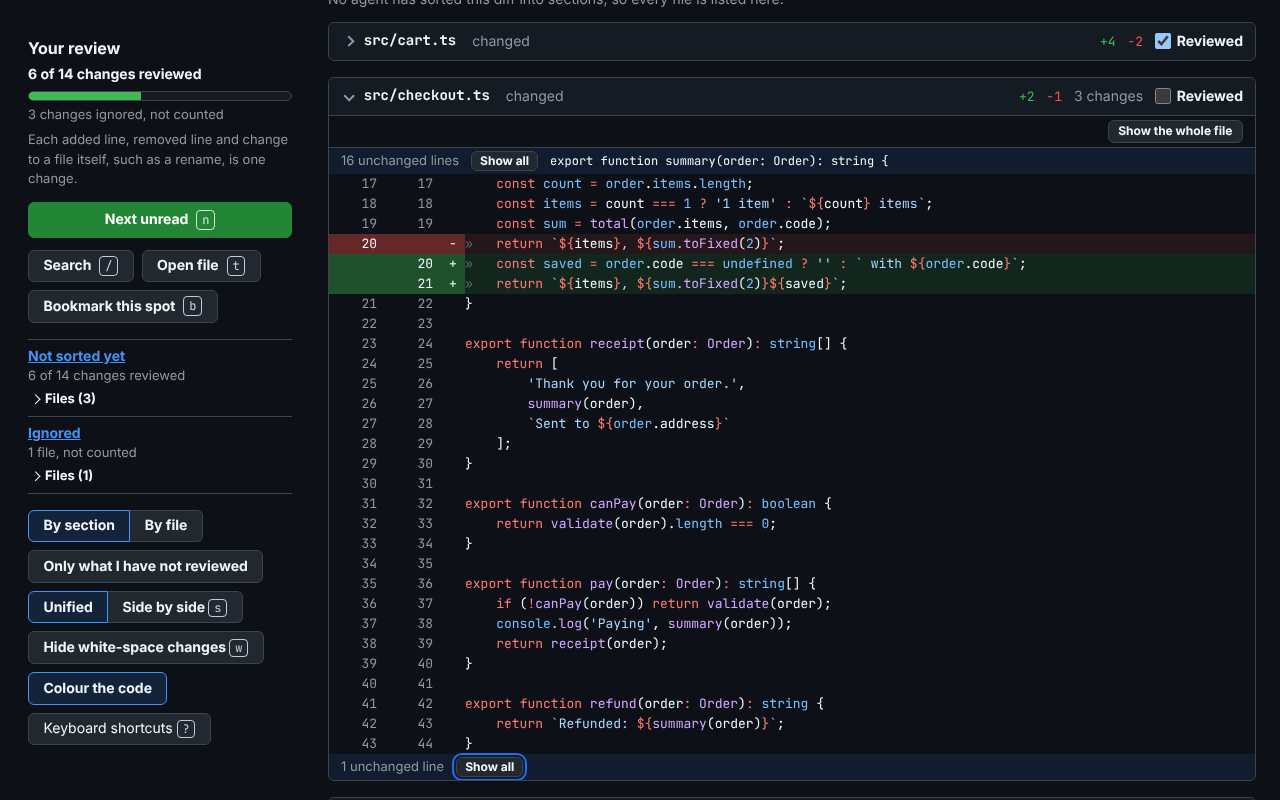 No agent has sorted this diff into sections, so every file is listed here.
Your review
6 of 14 changes reviewed
3 changes ignored, not counted
Each added line, removed line and change
to a file itself, such as a rename, is one
change.
Next unread n
Search / Open file t
Bookmark this spot b
Not sorted yet
6 of 14 changes reviewed
Files (3)
Ignored
1 file, not counted
Files (1)
By section By file
Only what I have not reviewed
Unified Side by side s
Hide white-space changes w
Colour the code
Keyboard shortcuts ?
src/cart.ts changed +4 -2 Reviewed
src/checkout.ts changed +2 -1 3 changes Reviewed
Show the whole file
16 unchanged lines Show all export function summary(order: Order): string {
17 17 const count = order.items.length;
18 18 const items = count === 1 ? '1 item' : `${count} items`;
19 19 const sum = total(order.items, order.code);
20 - » return `${items}, ${sum.toFixed(2)}`;
20 + » const saved = order.code === undefined ? '' : ` with ${order.code}`;
21 + » return `${items}, ${sum.toFixed(2)}${saved}`;
21 22 }
22 23
23 24 export function receipt(order: Order): string[] {
24 25 return [
25 26 'Thank you for your order.',
26 27 summary(order),
27 28 `Sent to ${order.address}`
28 29 ];
29 30 }
30 31
31 32 export function canPay(order: Order): boolean {
32 33 return validate(order).length === 0;
33 34 }
34 35
35 36 export function pay(order: Order): string[] {
36 37 if (!canPay(order)) return validate(order);
37 38 console.log('Paying', summary(order));
38 39 return receipt(order);
39 40 }
40 41
41 42 export function refund(order: Order): string {
42 43 return `Refunded: ${summary(order)}`;
43 44 }
1 unchanged line Show all